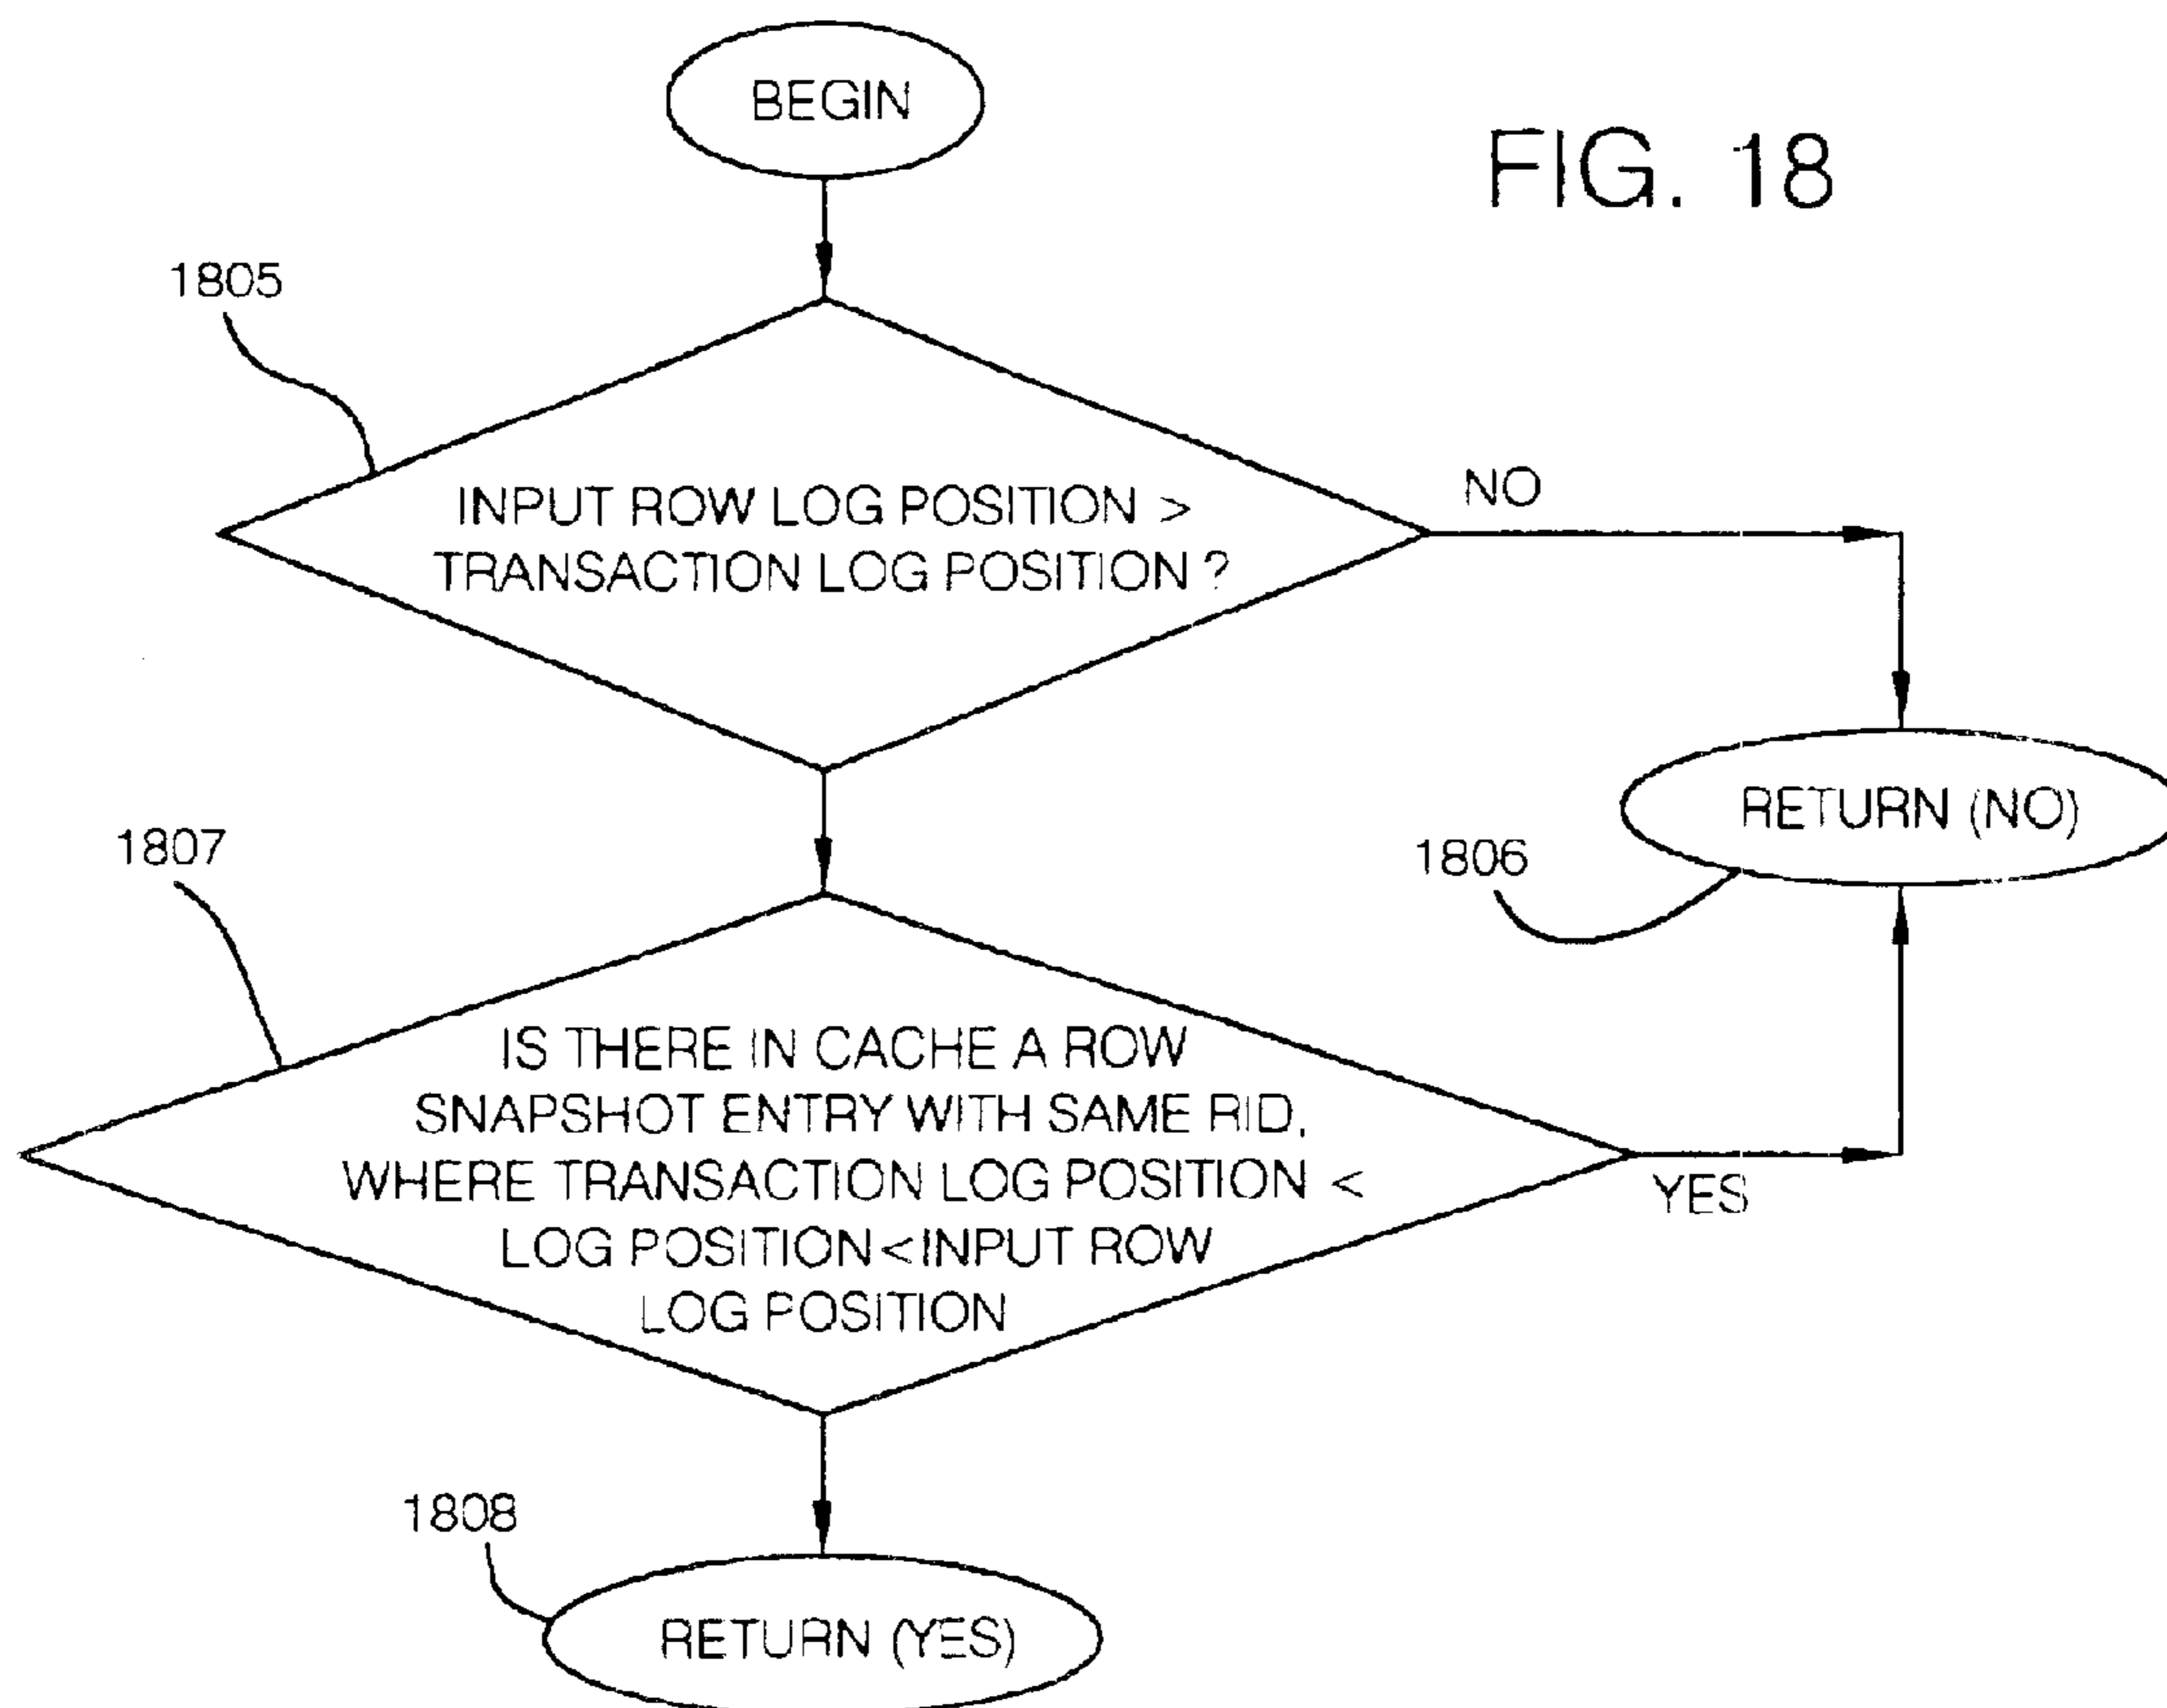 BEGIN
FIG. 18
1805
INPUT ROW LOG POSITION >
TRANSACTION LOG POSITION ?
NO
RETURN (NO)
1806
1807
IS THERE IN CACHE A ROW
SNAPSHOT ENTRY WITH SAME RID,
WHERE TRANSACTION LOG POSITION <
LOG POSITION<INPUT ROW
LOG POSITION
YES
1808
RETURN (YES)